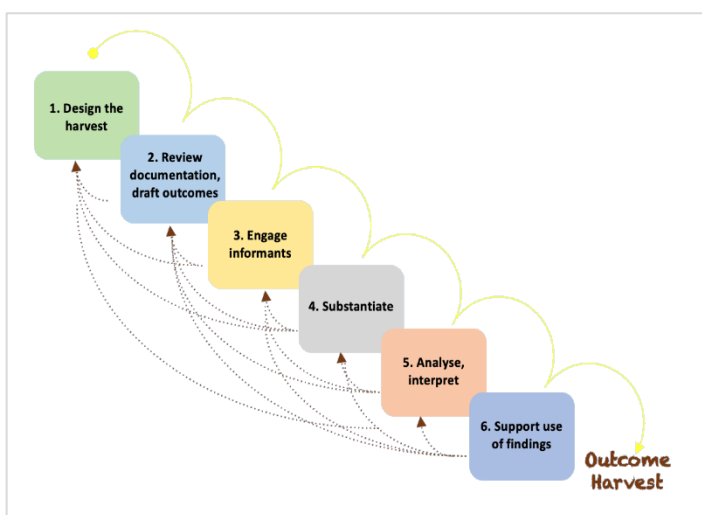 1. Design the
harvest
2. Review
documentation,
draft outcomes
3. Engage
informants
4. Substantiate
5. Analyse,
interpret
6. Support use
of findings
Outcome
Harvest